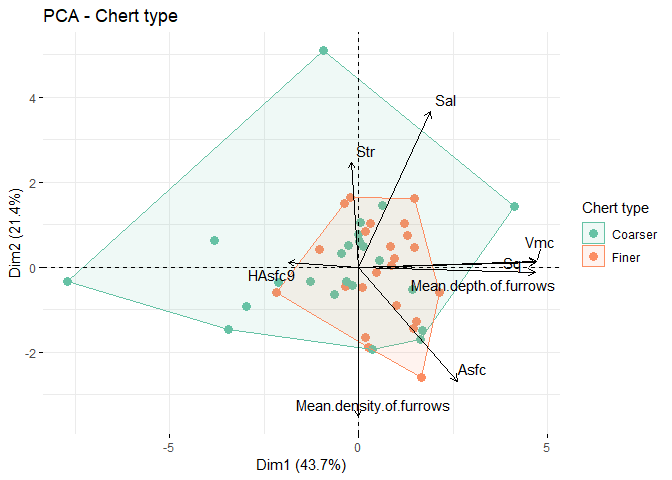 PCA - Chert type
Dim2 (21.4%)
4
2
0
-2
Sal
Str
Vmc
Sq
HAsfc9
Mean.depth.of.furrows
Asfc
Mean.density.of.furrows
-5
0
5
Dim1 (43.7%)
Chert type
Coarser
Finer